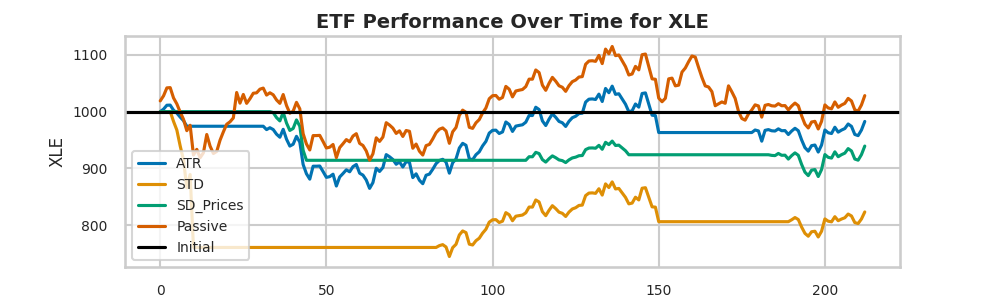 ETF Performance Over Time for XLE
XLE
1100
1000
900
800
ATR
STD
SD_Prices
Passive
Initial
0
50
100
150
200